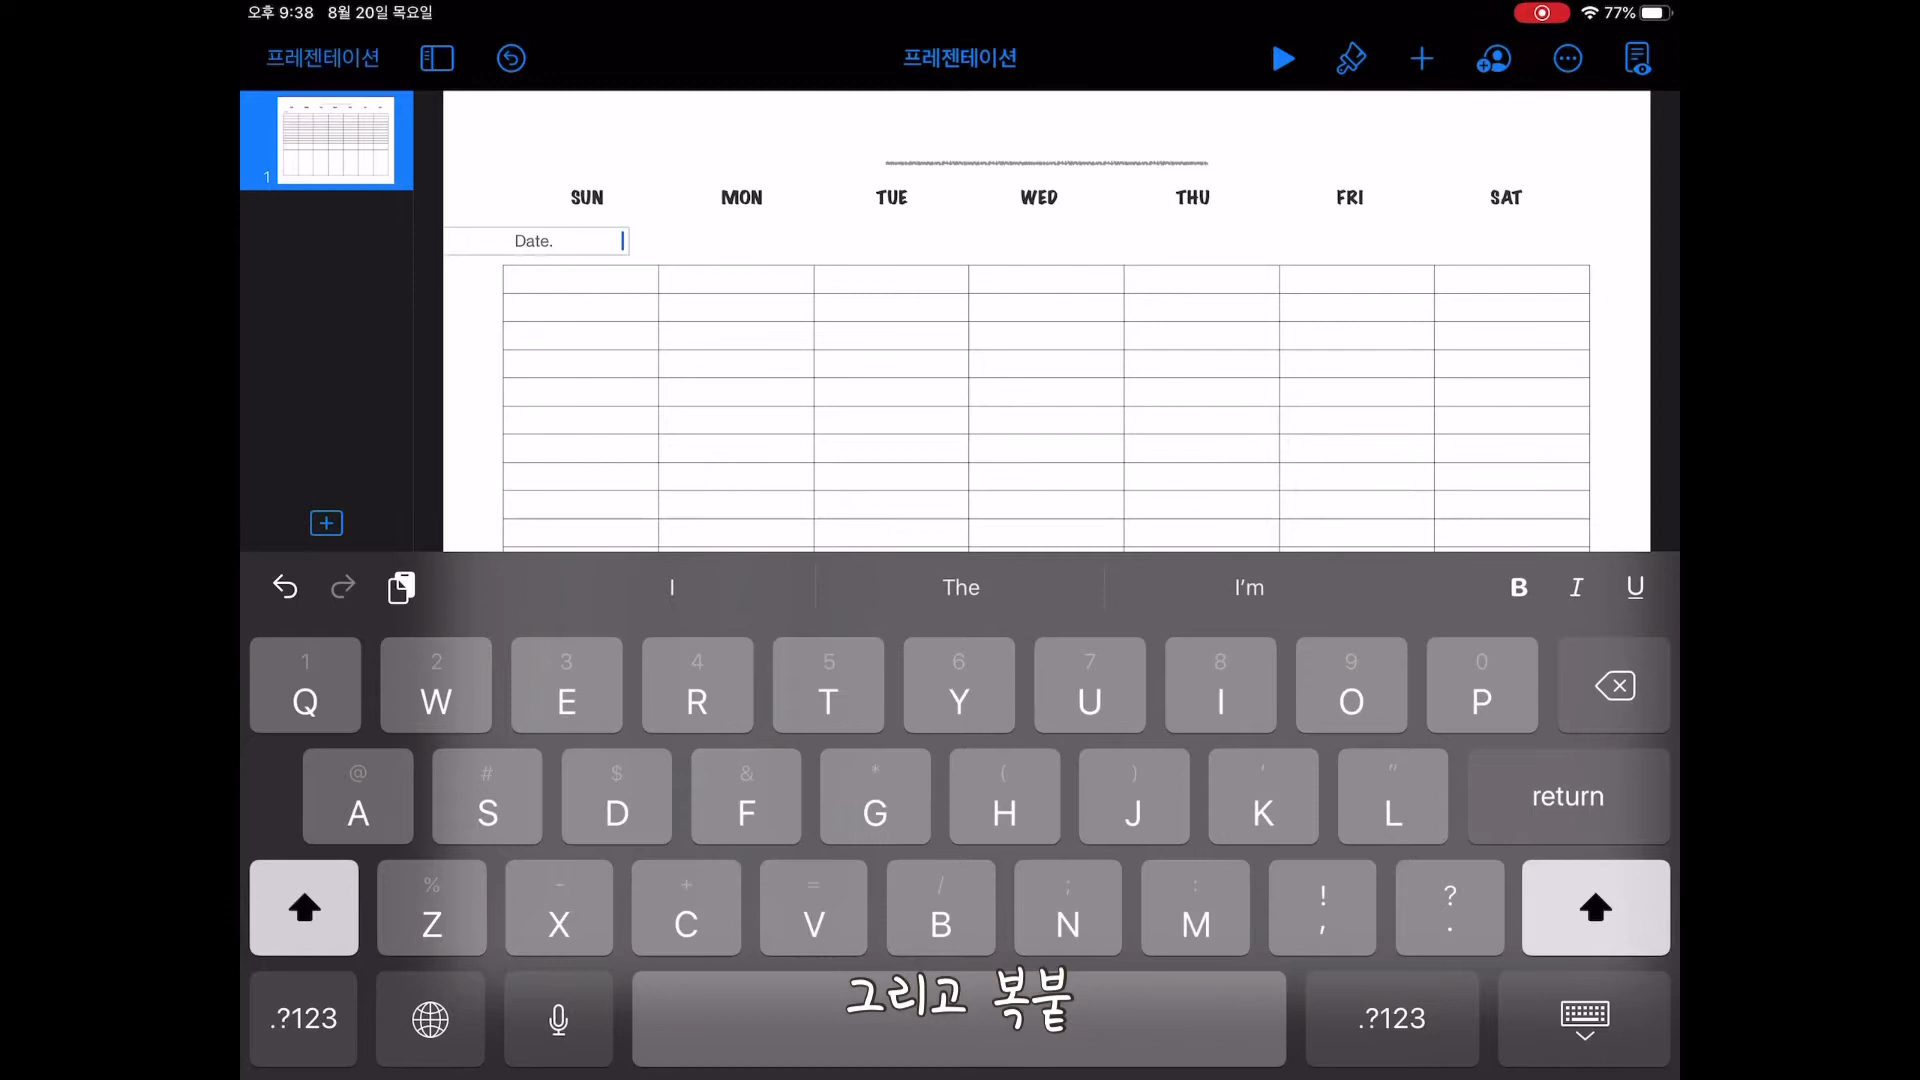 오후 9:38 8월 20일 목요일 77%
프레젠테이션 프레젠테이션
1
SUN MON TUE WED THU FRI SAT
Date.
I The I'm B I U
1 2 3 4 5 6 7 8 9 0
Q W E R T Y U I O P
@ # $ & * ( ) ' "
A S D F G H J K L return
% - + = / ; : ! ?
Z X C V B N M , .
.?123 .?123
그리고 복붙